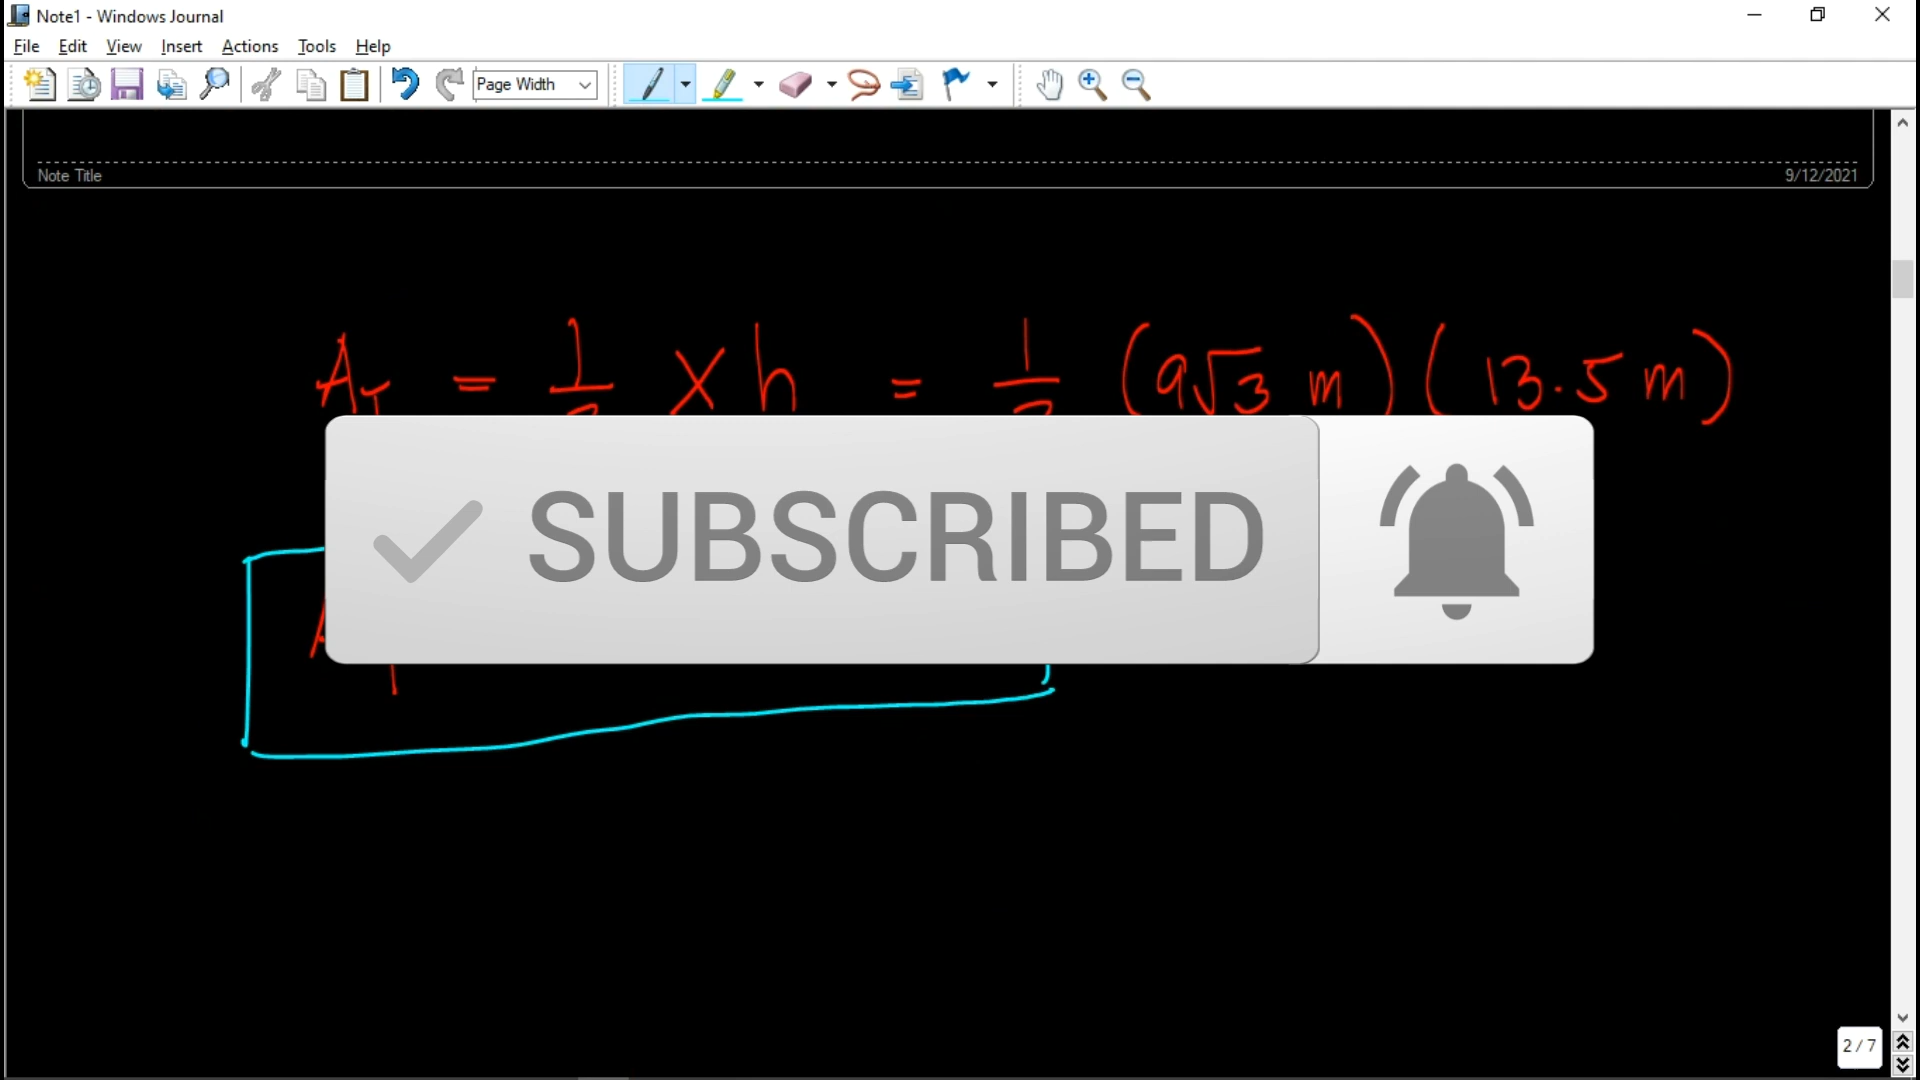 Note1 - Windows Journal
File Edit View Insert Actions Tools Help
Page Width
Note Title 9/12/2021
A_T = 1/2 x h = 1/2 (9√3 m)(13.5 m)
SUBSCRIBED
2 / 7